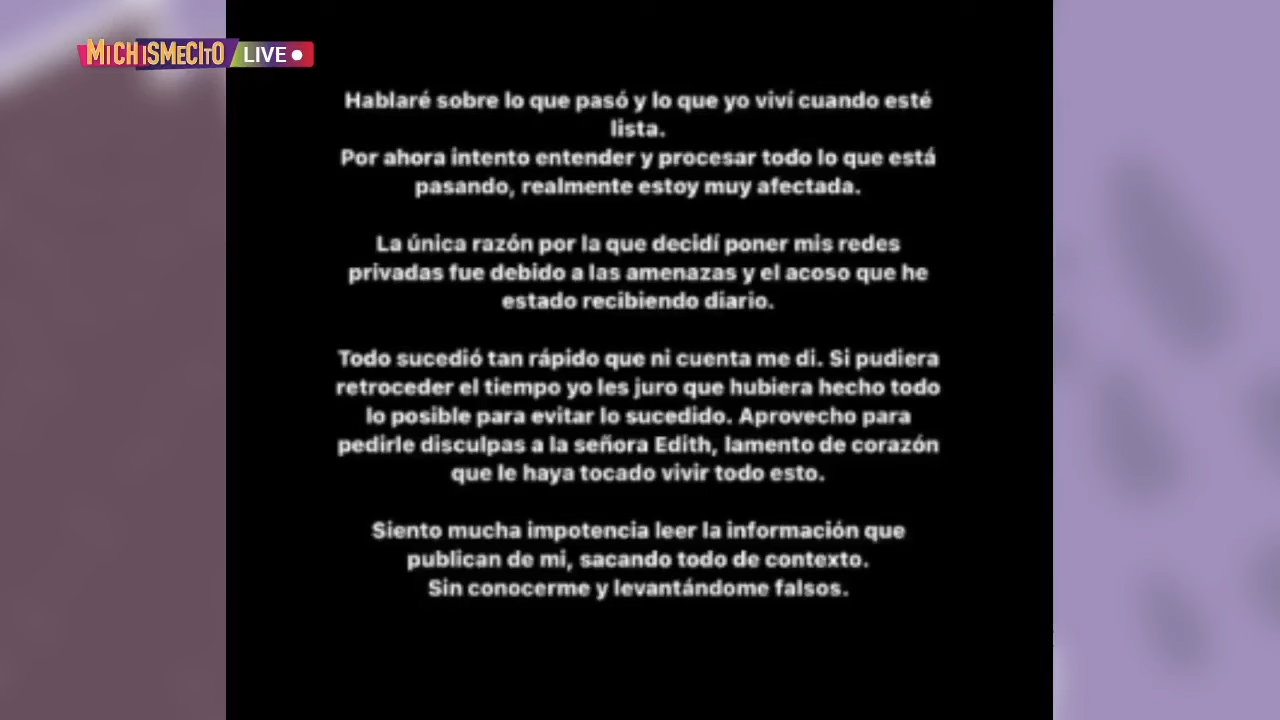 MICHISMECITO LIVE
Hablaré sobre lo que pasó y lo que yo viví cuando esté
lista.
Por ahora intento entender y procesar todo lo que está
pasando, realmente estoy muy afectada.
La única razón por la que decidí poner mis redes
privadas fue debido a las amenazas y el acoso que he
estado recibiendo diario.
Todo sucedió tan rápido que ni cuenta me di. Si pudiera
retroceder el tiempo yo les juro que hubiera hecho todo
lo posible para evitar lo sucedido. Aprovecho para
pedirle disculpas a la señora Edith, lamento de corazón
que le haya tocado vivir todo esto.
Siento mucha impotencia leer la información que
publican de mi, sacando todo de contexto.
Sin conocerme y levantándome falsos.